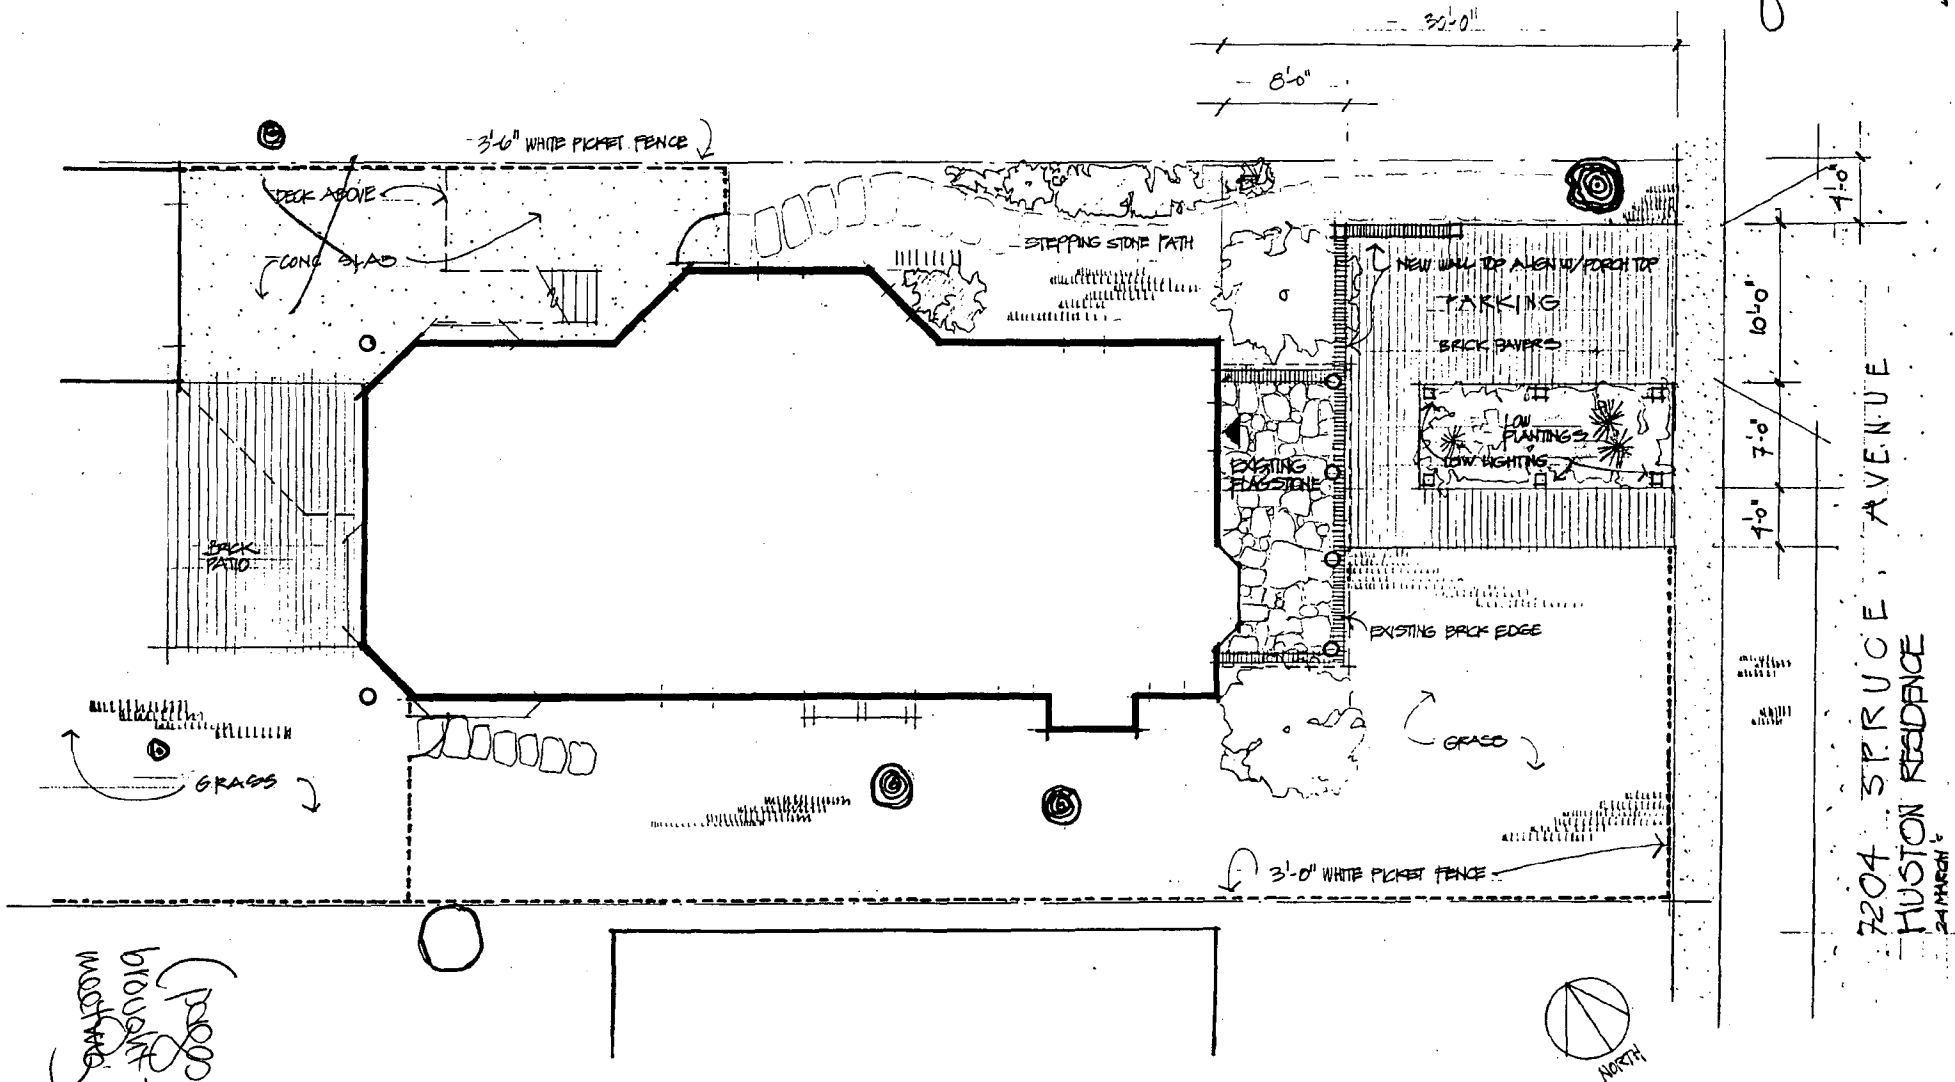 30'-0"
8'-0"
3'-6" WHITE PICKET FENCE
DECK ABOVE
CONC SLAB
STEPPING STONE PATH
NEW WALL TOP ALIGN W/ PORCH TOP
PARKING
BRICK PAVERS
LOW
PLANTINGS
LOW LIGHTING
EXISTING
FLAGSTONE
BRICK
PATIO
EXISTING BRICK EDGE
GRASS
GRASS
3'-0" WHITE PICKET FENCE
4'-0"
10'-0"
7'-0"
4'-0"
7204 SPRUCE AVENUE
HUSTON RESIDENCE
24 MARCH
NORTH
brought
meeting